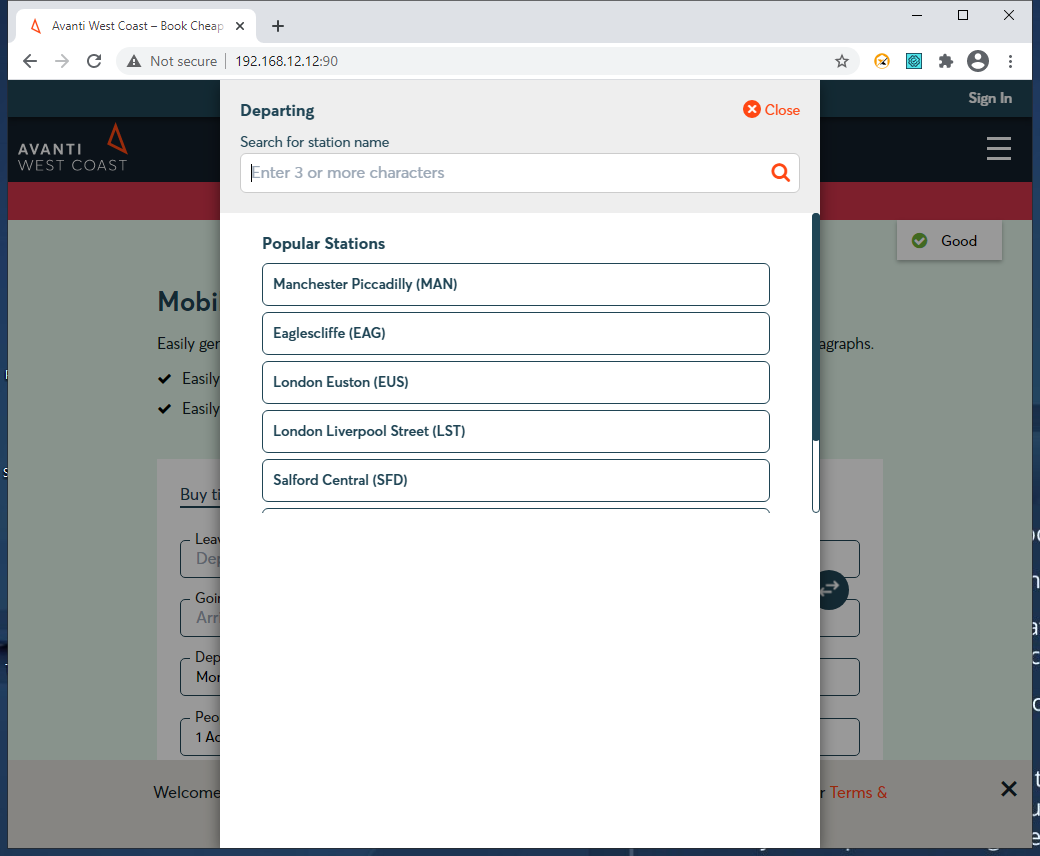 Avanti West Coast – Book Cheap
Not secure
192.168.12.12:90
Sign In
AVANTI
WEST COAST
Departing
Close
Search for station name
Enter 3 or more characters
Good
Popular Stations
Manchester Piccadilly (MAN)
Eaglescliffe (EAG)
London Euston (EUS)
London Liverpool Street (LST)
Salford Central (SFD)
Mobi
Easily ger
agraphs.
Easily
Easily
Buy ti
Leav
Dep
Goin
Arri
Dep
Mon
Peo
1 Ad
Welcome
r Terms &